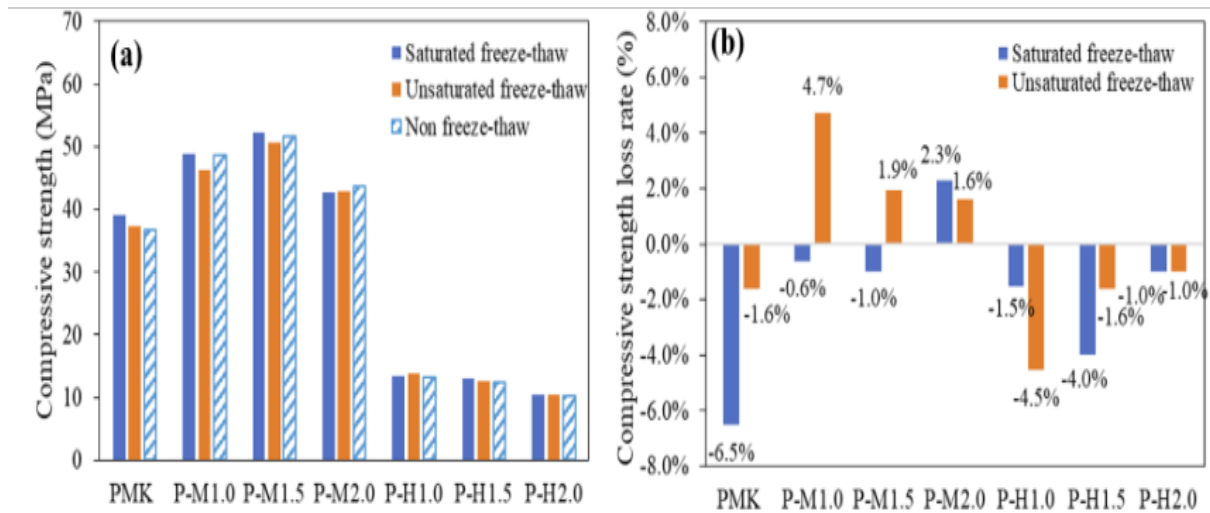 (a)
Compressive strength (MPa)
70
60
50
40
30
20
10
0
Saturated freeze-thaw
Unsaturated freeze-thaw
Non freeze-thaw
PMK P-M1.0 P-M1.5 P-M2.0 P-H1.0 P-H1.5 P-H2.0
(b)
Compressive strength loss rate (%)
8.0%
6.0%
4.0%
2.0%
0.0%
-2.0%
-4.0%
-6.0%
-8.0%
Saturated freeze-thaw
Unsaturated freeze-thaw
4.7%
1.9%
2.3%
1.6%
-6.5%
-1.6%
-0.6%
-1.0%
-1.5%
-4.5%
-4.0%
-1.6%
-1.0%
-1.0%
PMK P-M1.0 P-M1.5 P-M2.0 P-H1.0 P-H1.5 P-H2.0